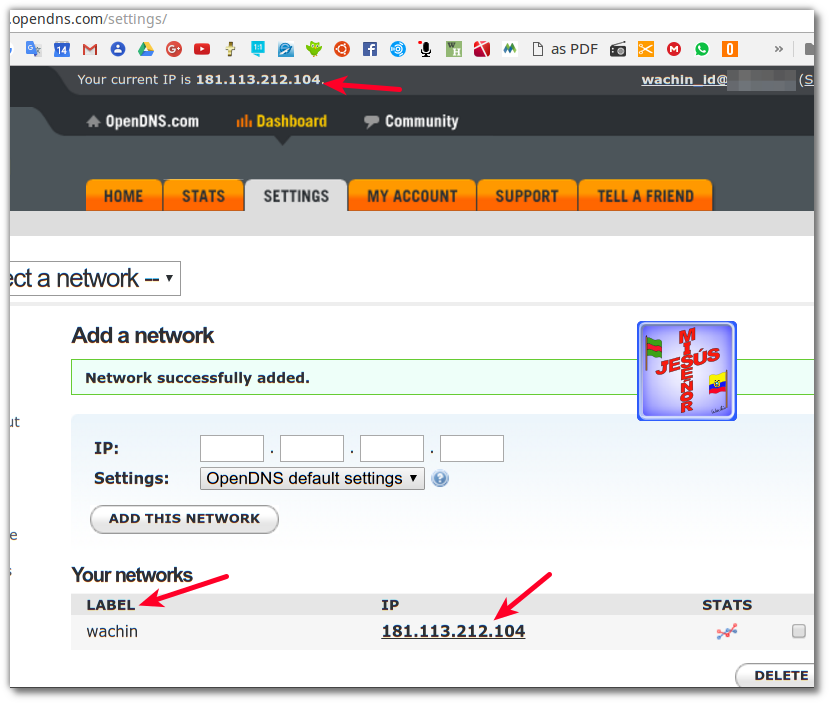 .opendns.com/settings/
14
1:1
W
H
as PDF
»
Your current IP is 181.113.212.104.
wachin_id@
(S
OpenDNS.com
Dashboard
Community
HOME
STATS
SETTINGS
MY ACCOUNT
SUPPORT
TELL A FRIEND
ect a network --
Add a network
Network successfully added.
MI SEÑOR
JESÚS
ut
IP:
. . .
Settings:
OpenDNS default settings
?
ADD THIS NETWORK
e
s
Your networks
LABEL
IP
STATS
wachin
181.113.212.104
DELETE